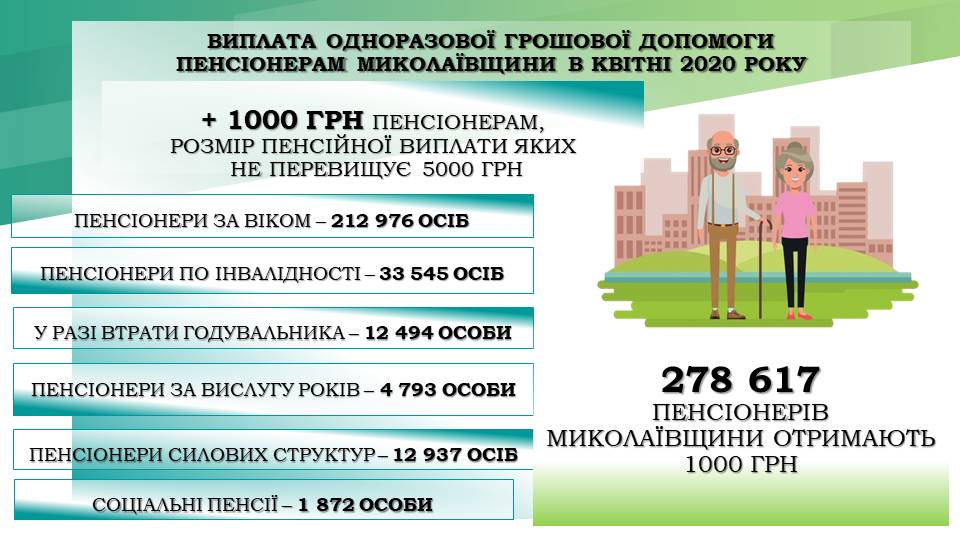 ВИПЛАТА ОДНОРАЗОВОЇ ГРОШОВОЇ ДОПОМОГИ
ПЕНСІОНЕРАМ МИКОЛАЇВЩИНИ В КВІТНІ 2020 РОКУ
+ 1000 ГРН ПЕНСІОНЕРАМ,
РОЗМІР ПЕНСІЙНОЇ ВИПЛАТИ ЯКИХ
НЕ ПЕРЕВИЩУЄ 5000 ГРН
ПЕНСІОНЕРИ ЗА ВІКОМ – 212 976 ОСІБ
ПЕНСІОНЕРИ ПО ІНВАЛІДНОСТІ – 33 545 ОСІБ
У РАЗІ ВТРАТИ ГОДУВАЛЬНИКА – 12 494 ОСОБИ
ПЕНСІОНЕРИ ЗА ВИСЛУГУ РОКІВ – 4 793 ОСОБИ
ПЕНСІОНЕРИ СИЛОВИХ СТРУКТУР – 12 937 ОСІБ
СОЦІАЛЬНІ ПЕНСІЇ – 1 872 ОСОБИ
278 617
ПЕНСІОНЕРІВ
МИКОЛАЇВЩИНИ ОТРИМАЮТЬ
1000 ГРН